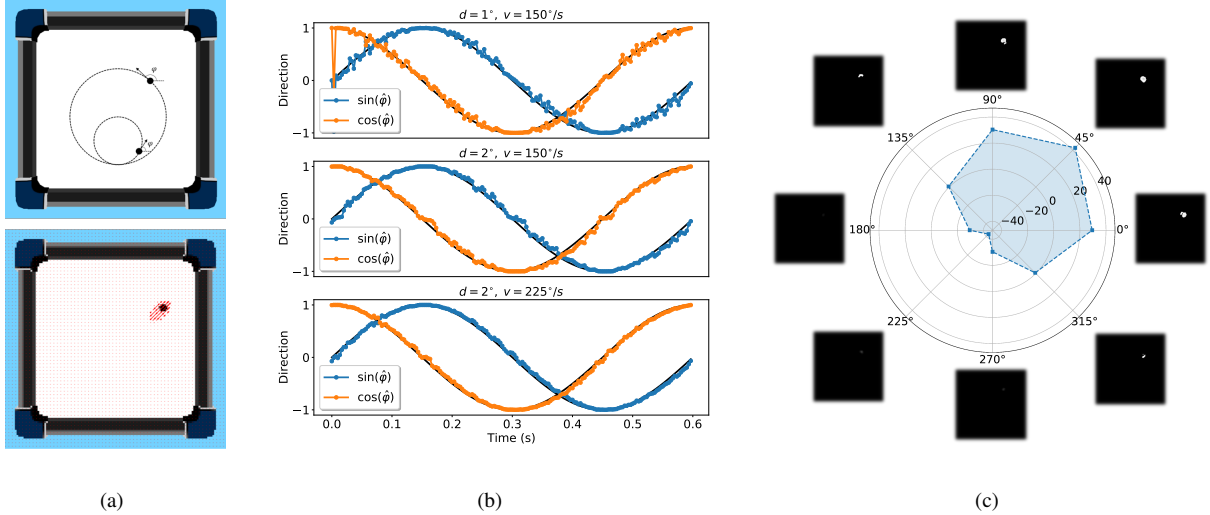 φ
φ
(a)
d = 1°, v = 150°/s
Direction
1
0
−1
sin(φ̂)
cos(φ̂)
d = 2°, v = 150°/s
Direction
1
0
−1
sin(φ̂)
cos(φ̂)
d = 2°, v = 225°/s
Direction
1
0
−1
sin(φ̂)
cos(φ̂)
0.0 0.1 0.2 0.3 0.4 0.5 0.6
Time (s)
(b)
90°
135° 45°
40
20
0
−20
−40
180° 0°
225° 315°
270°
(c)